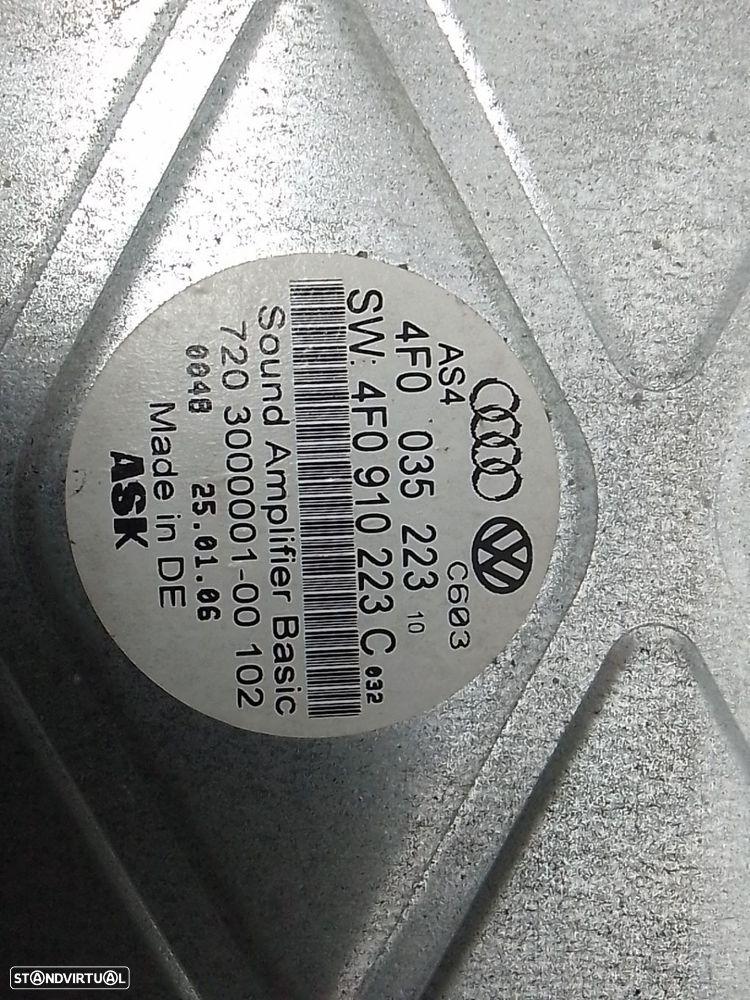 AS4 C603
4F0 035 223 10
SW: 4F0 910 223 C 032
Sound Amplifier Basic
720 3000001-00 102
0048 25.01.06
Made in DE
ASK
STANDVIRTUAL